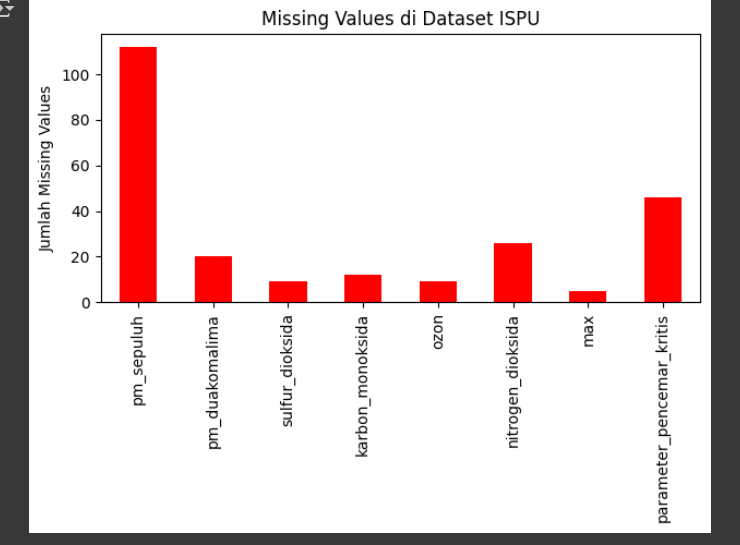 Missing Values di Dataset ISPU
Jumlah Missing Values
100
80
60
40
20
0
pm_sepuluh
pm_duakomalima
sulfur_dioksida
karbon_monoksida
ozon
nitrogen_dioksida
max
parameter_pencemar_kritis